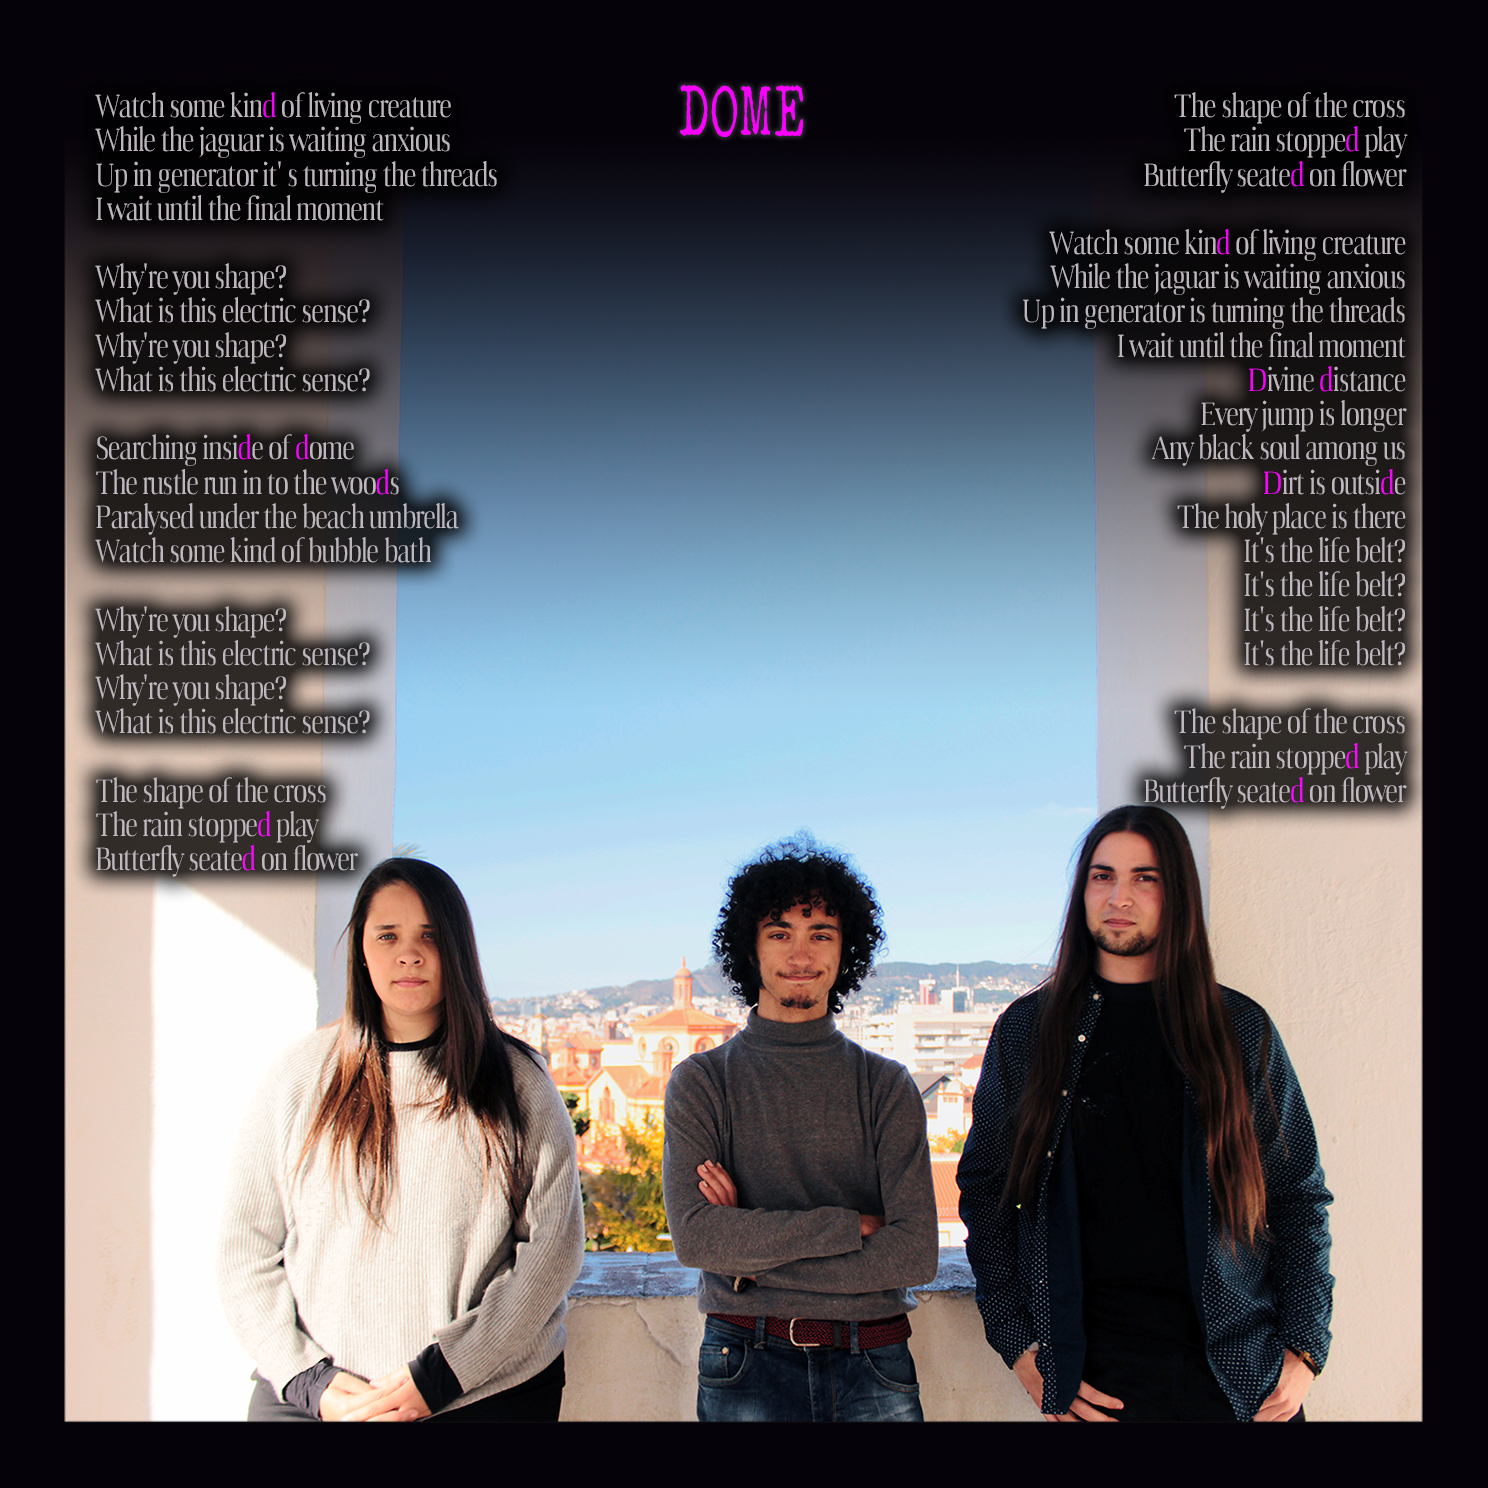 DOME
Watch some kind of living creature
While the jaguar is waiting anxious
Up in generator it' s turning the threads
I wait until the final moment
Why're you shape?
What is this electric sense?
Why're you shape?
What is this electric sense?
Searching inside of dome
The rustle run in to the woods
Paralysed under the beach umbrella
Watch some kind of bubble bath
Why're you shape?
What is this electric sense?
Why're you shape?
What is this electric sense?
The shape of the cross
The rain stopped play
Butterfly seated on flower
The shape of the cross
The rain stopped play
Butterfly seated on flower
Watch some kind of living creature
While the jaguar is waiting anxious
Up in generator is turning the threads
I wait until the final moment
Divine distance
Every jump is longer
Any black soul among us
Dirt is outside
The holy place is there
It's the life belt?
It's the life belt?
It's the life belt?
It's the life belt?
The shape of the cross
The rain stopped play
Butterfly seated on flower